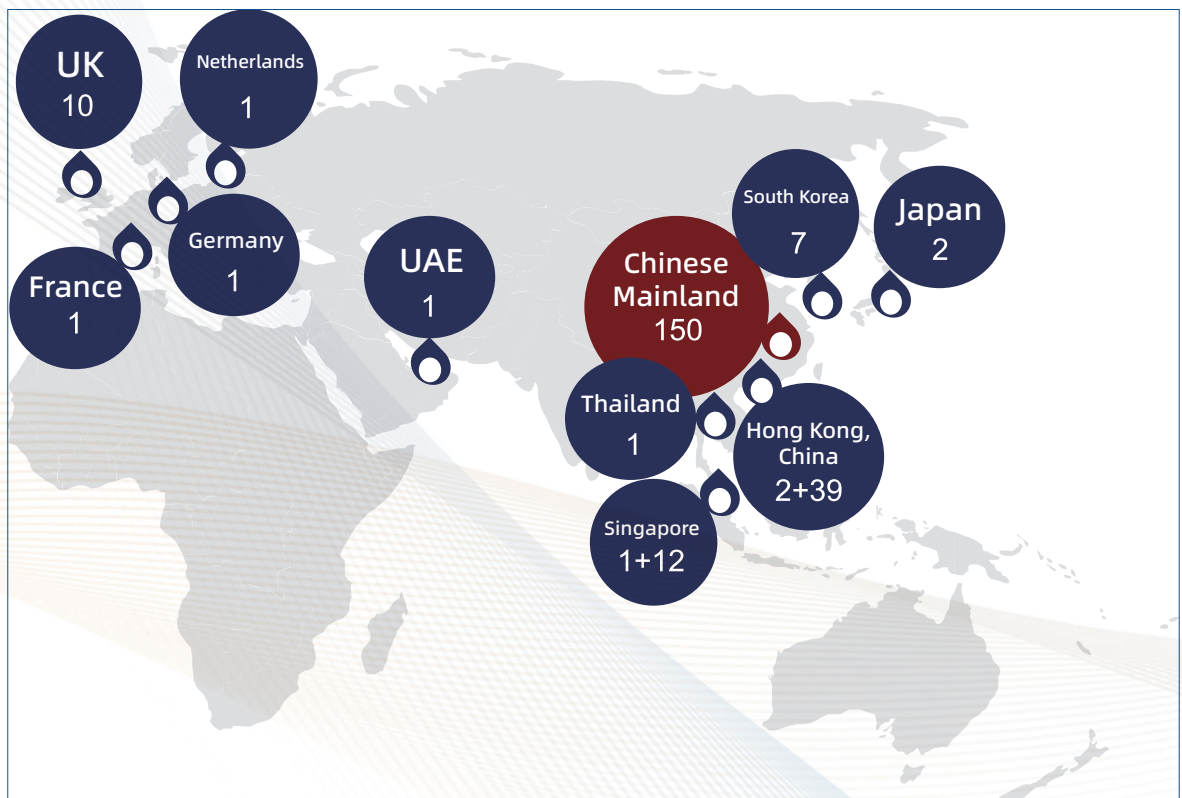 UK
10
Netherlands
1
Germany
1
France
1
UAE
1
Chinese
Mainland
150
South Korea
7
Japan
2
Thailand
1
Hong Kong,
China
2+39
Singapore
1+12